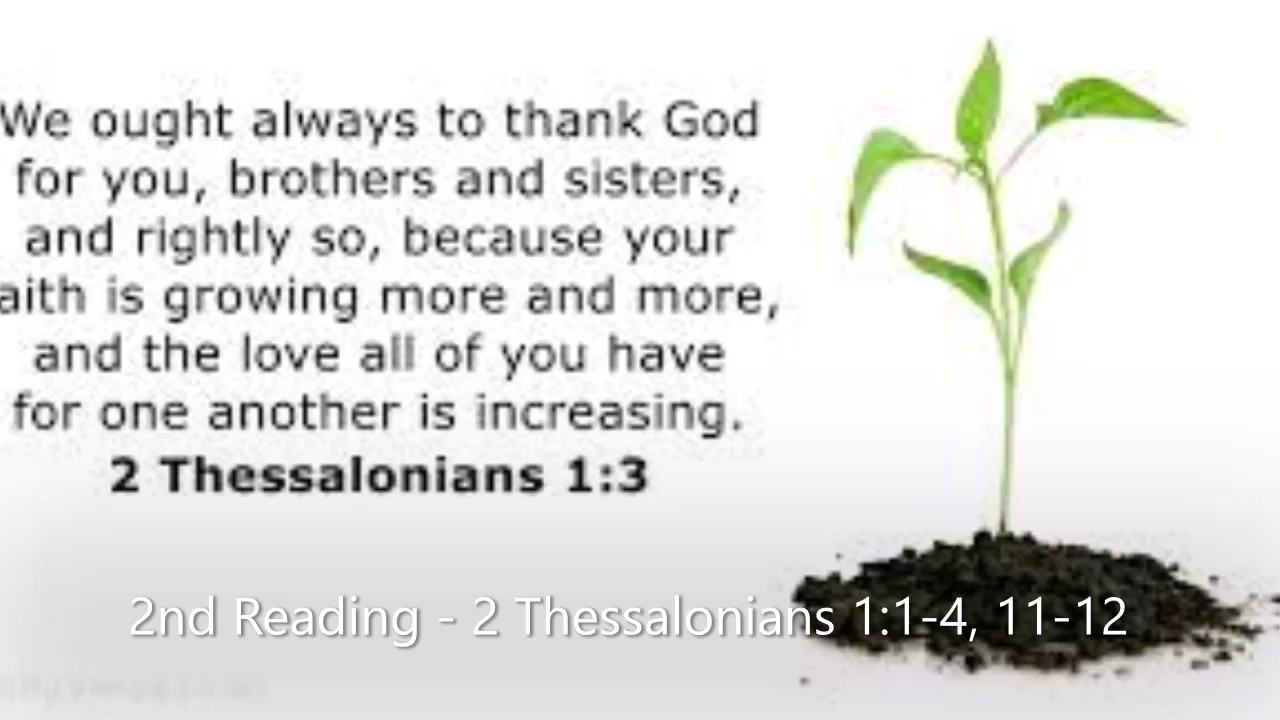 We ought always to thank God
for you, brothers and sisters,
and rightly so, because your
aith is growing more and more,
and the love all of you have
for one another is increasing.
2 Thessalonians 1:3
2nd Reading - 2 Thessalonians 1:1-4, 11-12